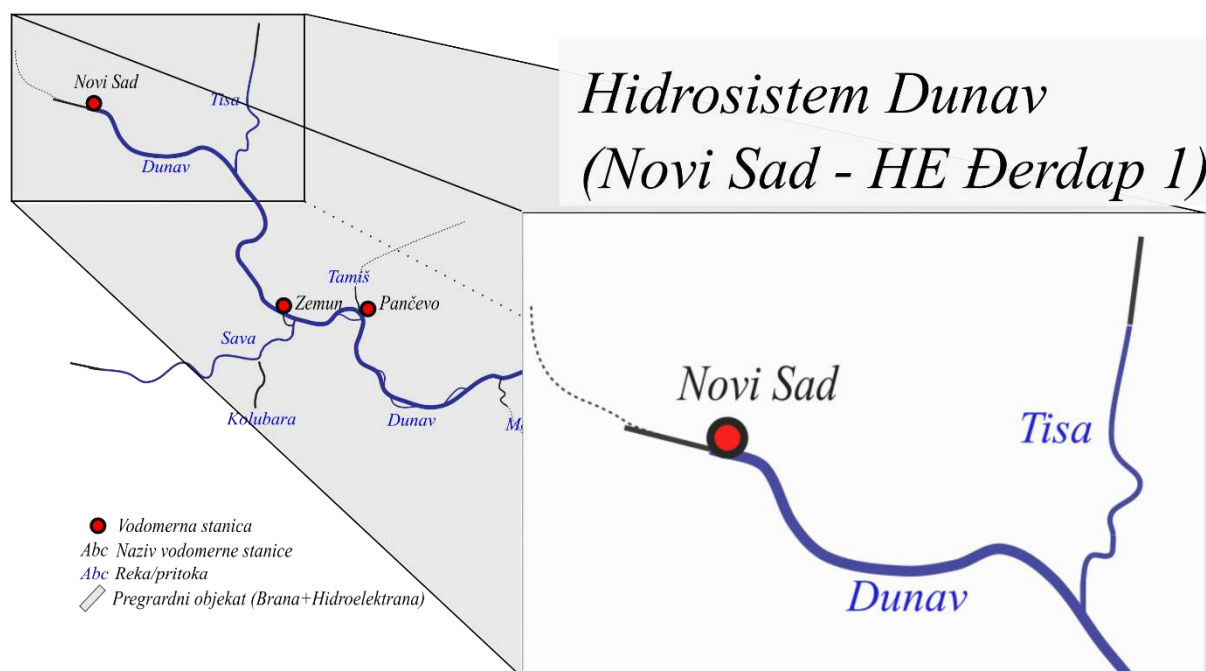 Hidrosistem Dunav
(Novi Sad - HE Đerdap 1)
Novi Sad
Tisa
Dunav
Tamiš
Zemun
Pančevo
Sava
Kolubara
Dunav
Novi Sad
Tisa
Dunav
Vodomerna stanica
Abc Naziv vodomerne stanice
Abc Reka/pritoka
Pregrardni objekat (Brana+Hidroelektrana)